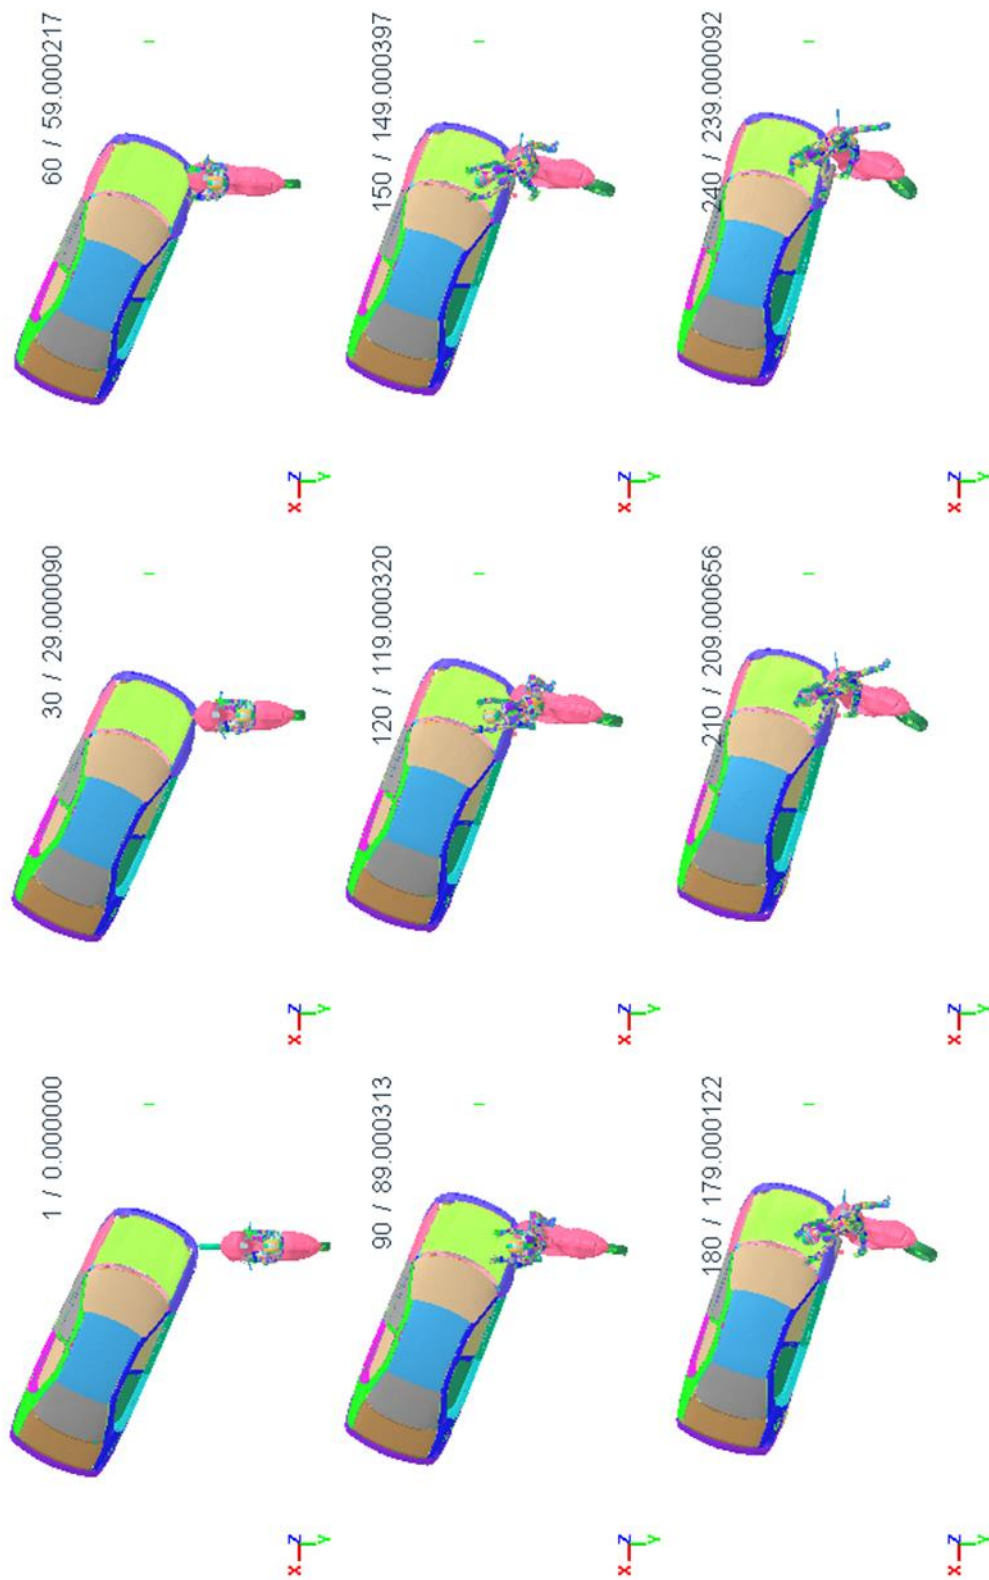 1 / 0.000000
X Z
Y
30 / 29.000090
X Z
Y
60 / 59.000217
X Z
Y
90 / 89.000313
X Z
Y
120 / 119.000320
X Z
Y
150 / 149.000397
X Z
Y
180 / 179.000122
X Z
Y
210 / 209.000656
X Z
Y
240 / 239.000092
X Z
Y